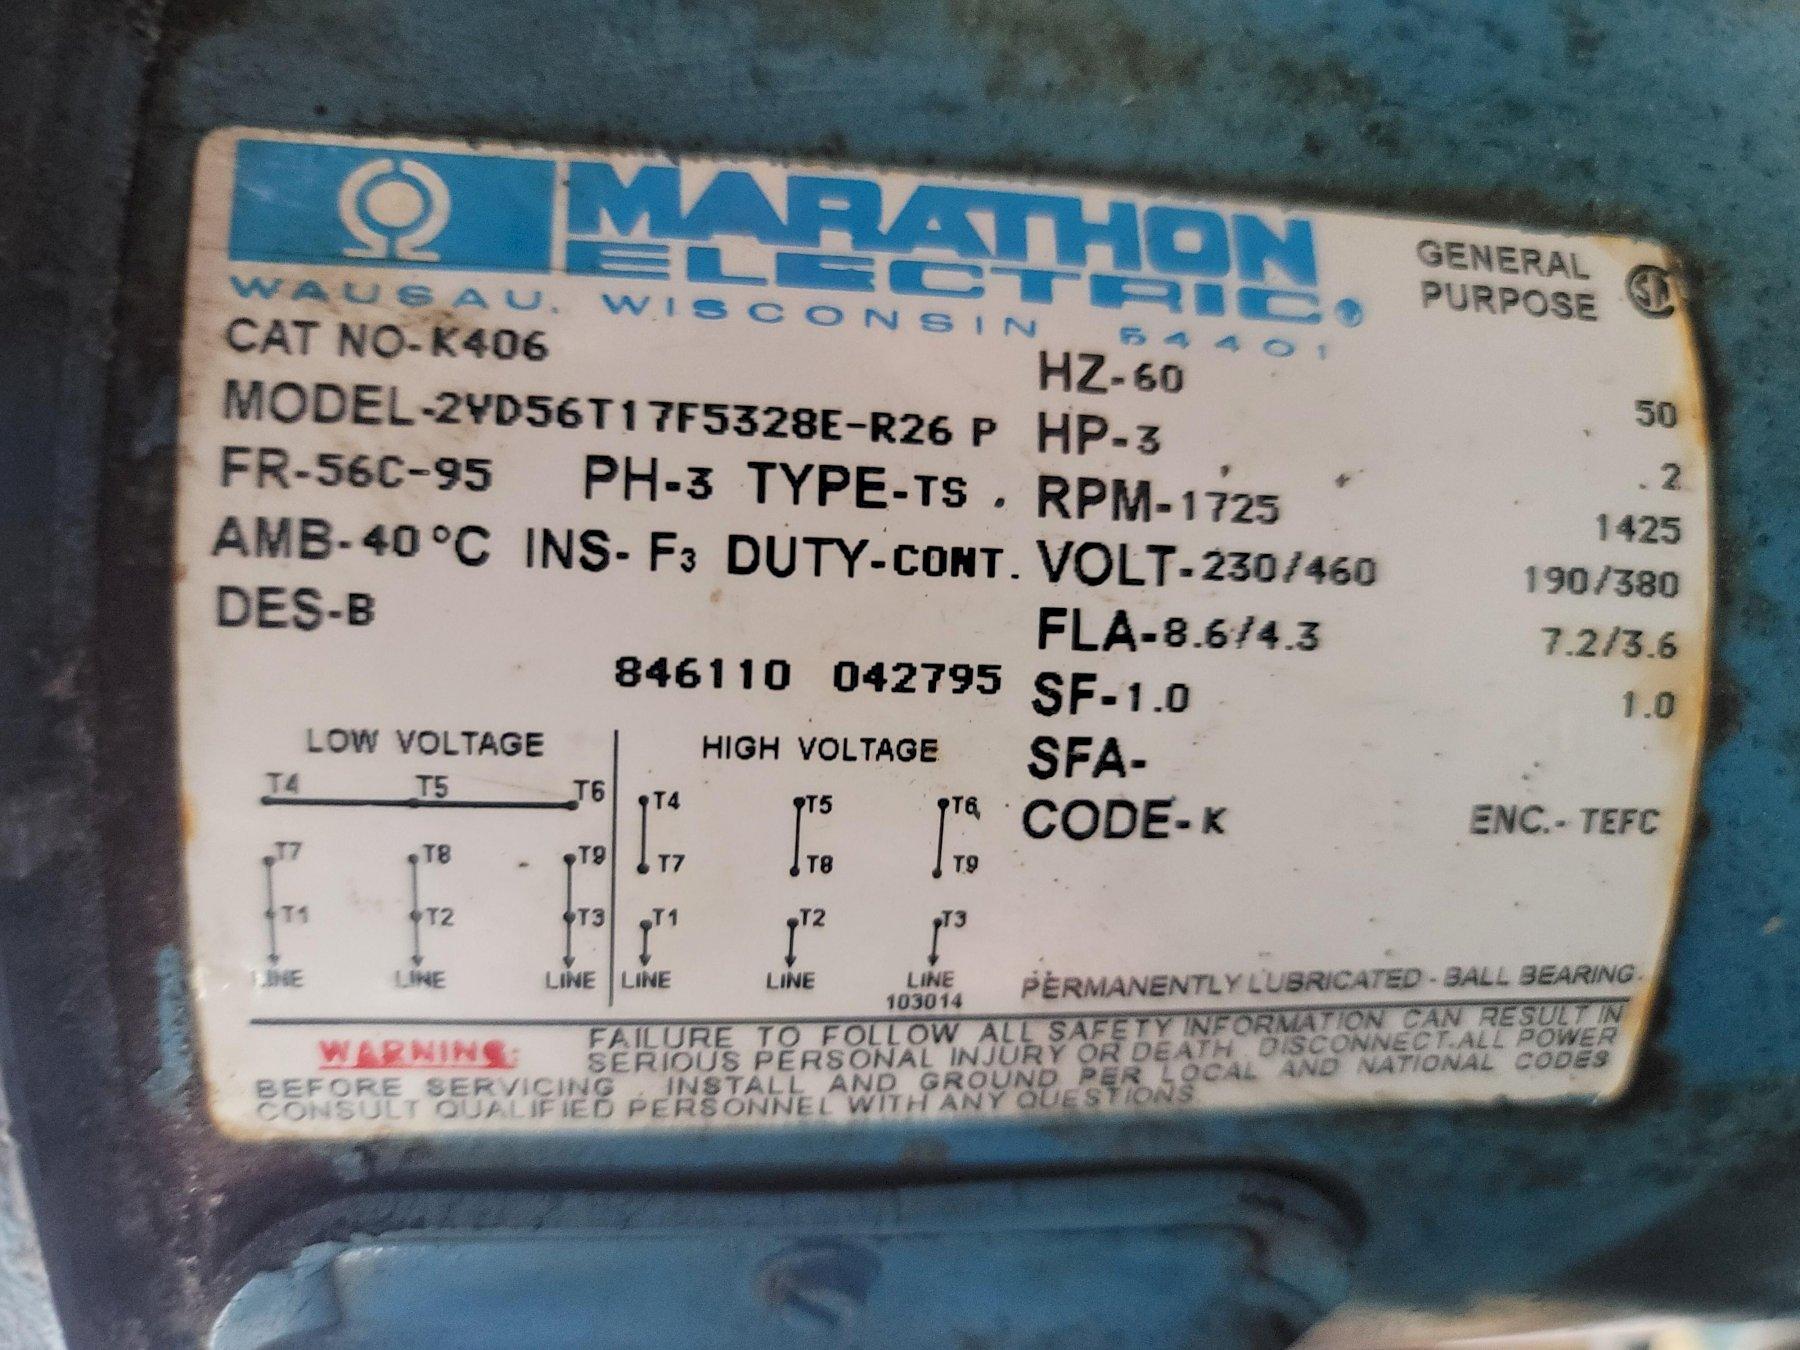 MARATHON
ELECTRIC®
WAUSAU, WISCONSIN 54401
GENERAL
PURPOSE
CAT NO-K406
MODEL-2VD56T17F5328E-R26 P
FR-56C-95 PH-3 TYPE-TS
AMB-40°C INS-F3 DUTY-CONT.
DES-B
846110 042795
HZ-60 50
HP-3 2
RPM-1725 1425
VOLT-230/460 190/380
FLA-8.6/4.3 7.2/3.6
SF-1.0 1.0
SFA-
CODE-K ENC.- TEFC
LOW VOLTAGE
T4 T5 T6
T7 T8 T9
T1 T2 T3
LINE LINE LINE
HIGH VOLTAGE
T4 T5 T6
T7 T8 T9
T1 T2 T3
LINE LINE LINE
103014
PERMANENTLY LUBRICATED - BALL BEARING
WARNING: FAILURE TO FOLLOW ALL SAFETY INFORMATION CAN RESULT IN
SERIOUS PERSONAL INJURY OR DEATH. DISCONNECT ALL POWER
BEFORE SERVICING. INSTALL AND GROUND PER LOCAL AND NATIONAL CODES
CONSULT QUALIFIED PERSONNEL WITH ANY QUESTIONS